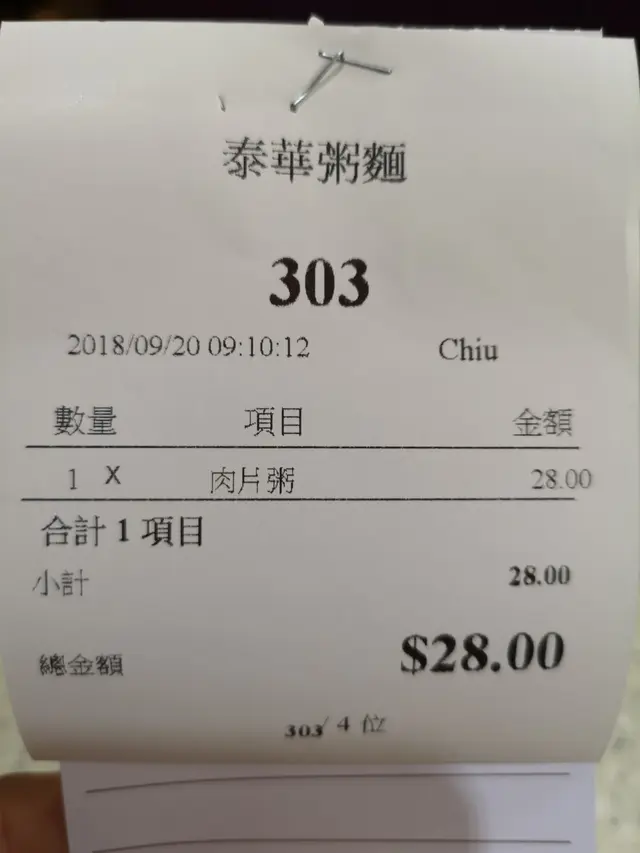 泰華粥麵
303
2018/09/20 09:10:12 Chiu
數量 項目 金額
1 X 肉片粥 28.00
合計 1 項目
小計 28.00
總金額 $28.00
303/ 4 位